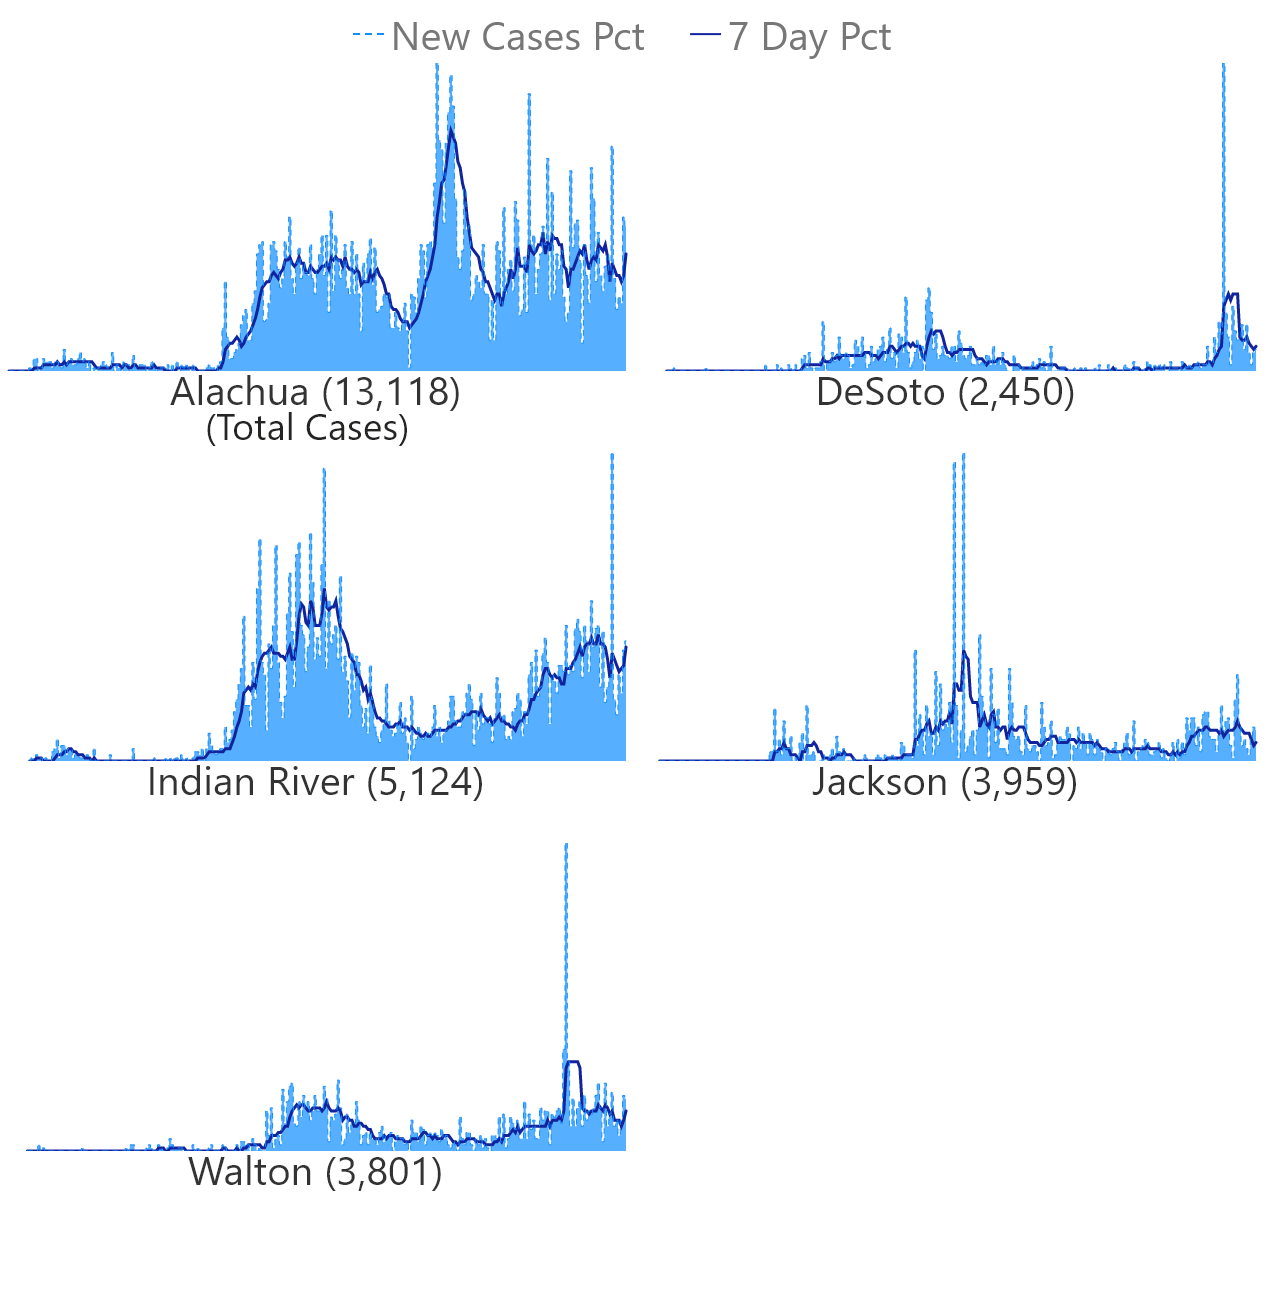 New Cases Pct 7 Day Pct
Alachua (13,118)
(Total Cases)
DeSoto (2,450)
Indian River (5,124)
Jackson (3,959)
Walton (3,801)